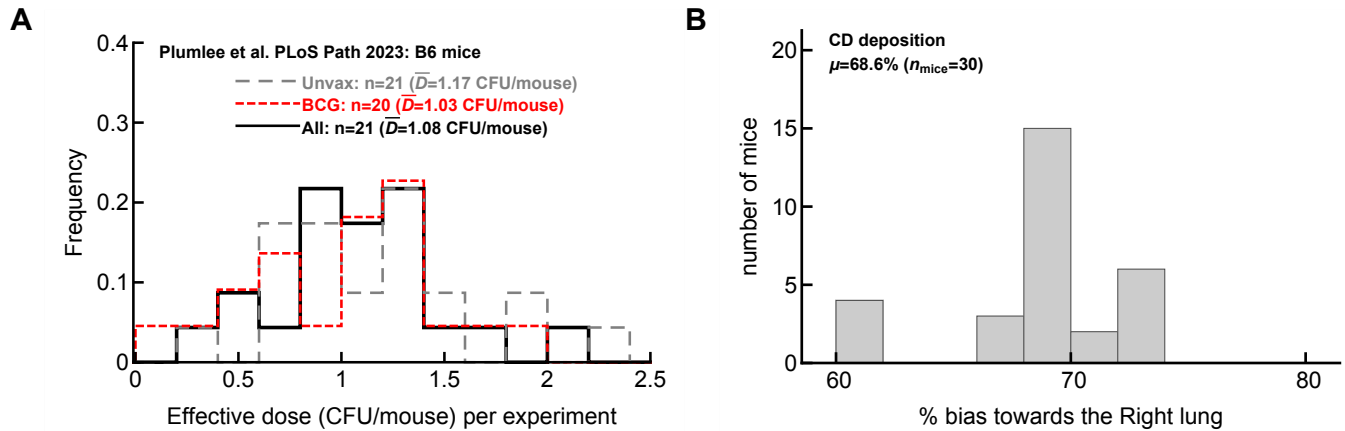 A
Plumlee et al. PLoS Path 2023: B6 mice
Unvax: n=21 (D̅=1.17 CFU/mouse)
BCG: n=20 (D̅=1.03 CFU/mouse)
All: n=21 (D̅=1.08 CFU/mouse)
Frequency
0.4
0.3
0.2
0.1
0
0 0.5 1 1.5 2 2.5
Effective dose (CFU/mouse) per experiment
B
CD deposition
μ=68.6% (nmice=30)
number of mice
20
15
10
5
0
60 70 80
% bias towards the Right lung